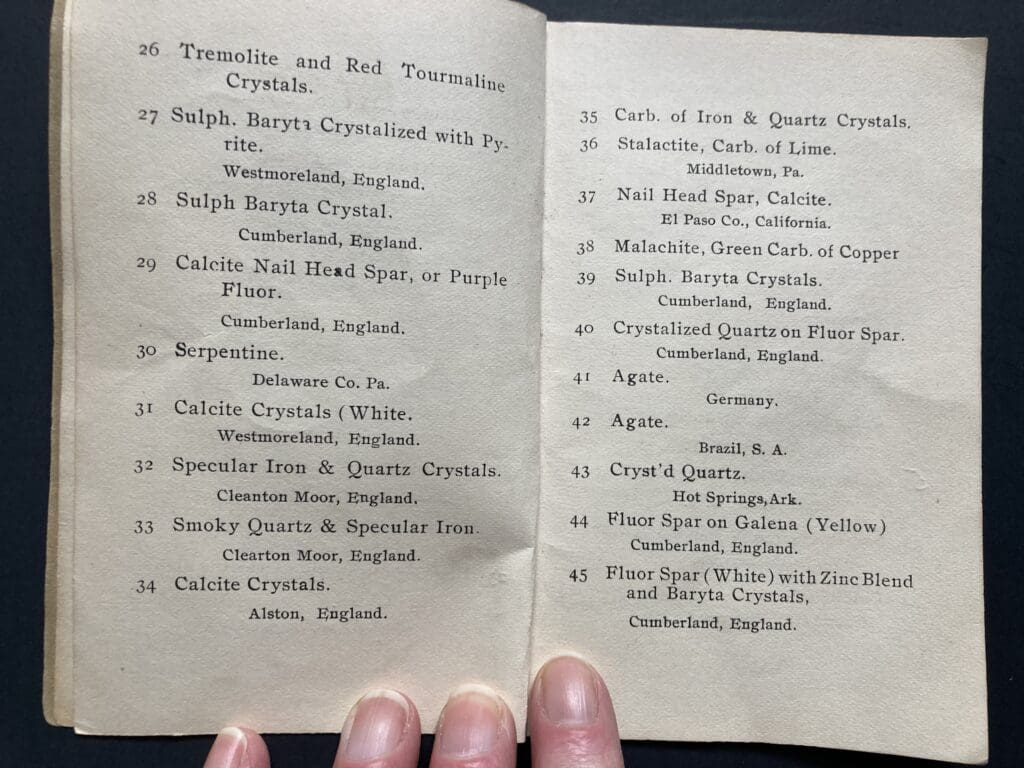 26 Tremolite and Red Tourmaline
Crystals.
27 Sulph. Baryta Crystalized with Py-
rite.
Westmoreland, England.
28 Sulph Baryta Crystal.
Cumberland, England.
29 Calcite Nail Head Spar, or Purple
Fluor.
Cumberland, England.
30 Serpentine.
Delaware Co. Pa.
31 Calcite Crystals (White.
Westmoreland, England.
32 Specular Iron & Quartz Crystals.
Cleanton Moor, England.
33 Smoky Quartz & Specular Iron.
Clearton Moor, England.
34 Calcite Crystals.
Alston, England.
35 Carb. of Iron & Quartz Crystals.
36 Stalactite, Carb. of Lime.
Middletown, Pa.
37 Nail Head Spar, Calcite.
El Paso Co., California.
38 Malachite, Green Carb. of Copper
39 Sulph. Baryta Crystals.
Cumberland, England.
40 Crystalized Quartz on Fluor Spar.
Cumberland, England.
41 Agate.
Germany.
42 Agate.
Brazil, S. A.
43 Cryst'd Quartz.
Hot Springs, Ark.
44 Fluor Spar on Galena (Yellow)
Cumberland, England.
45 Fluor Spar (White) with Zinc Blend
and Baryta Crystals,
Cumberland, England.